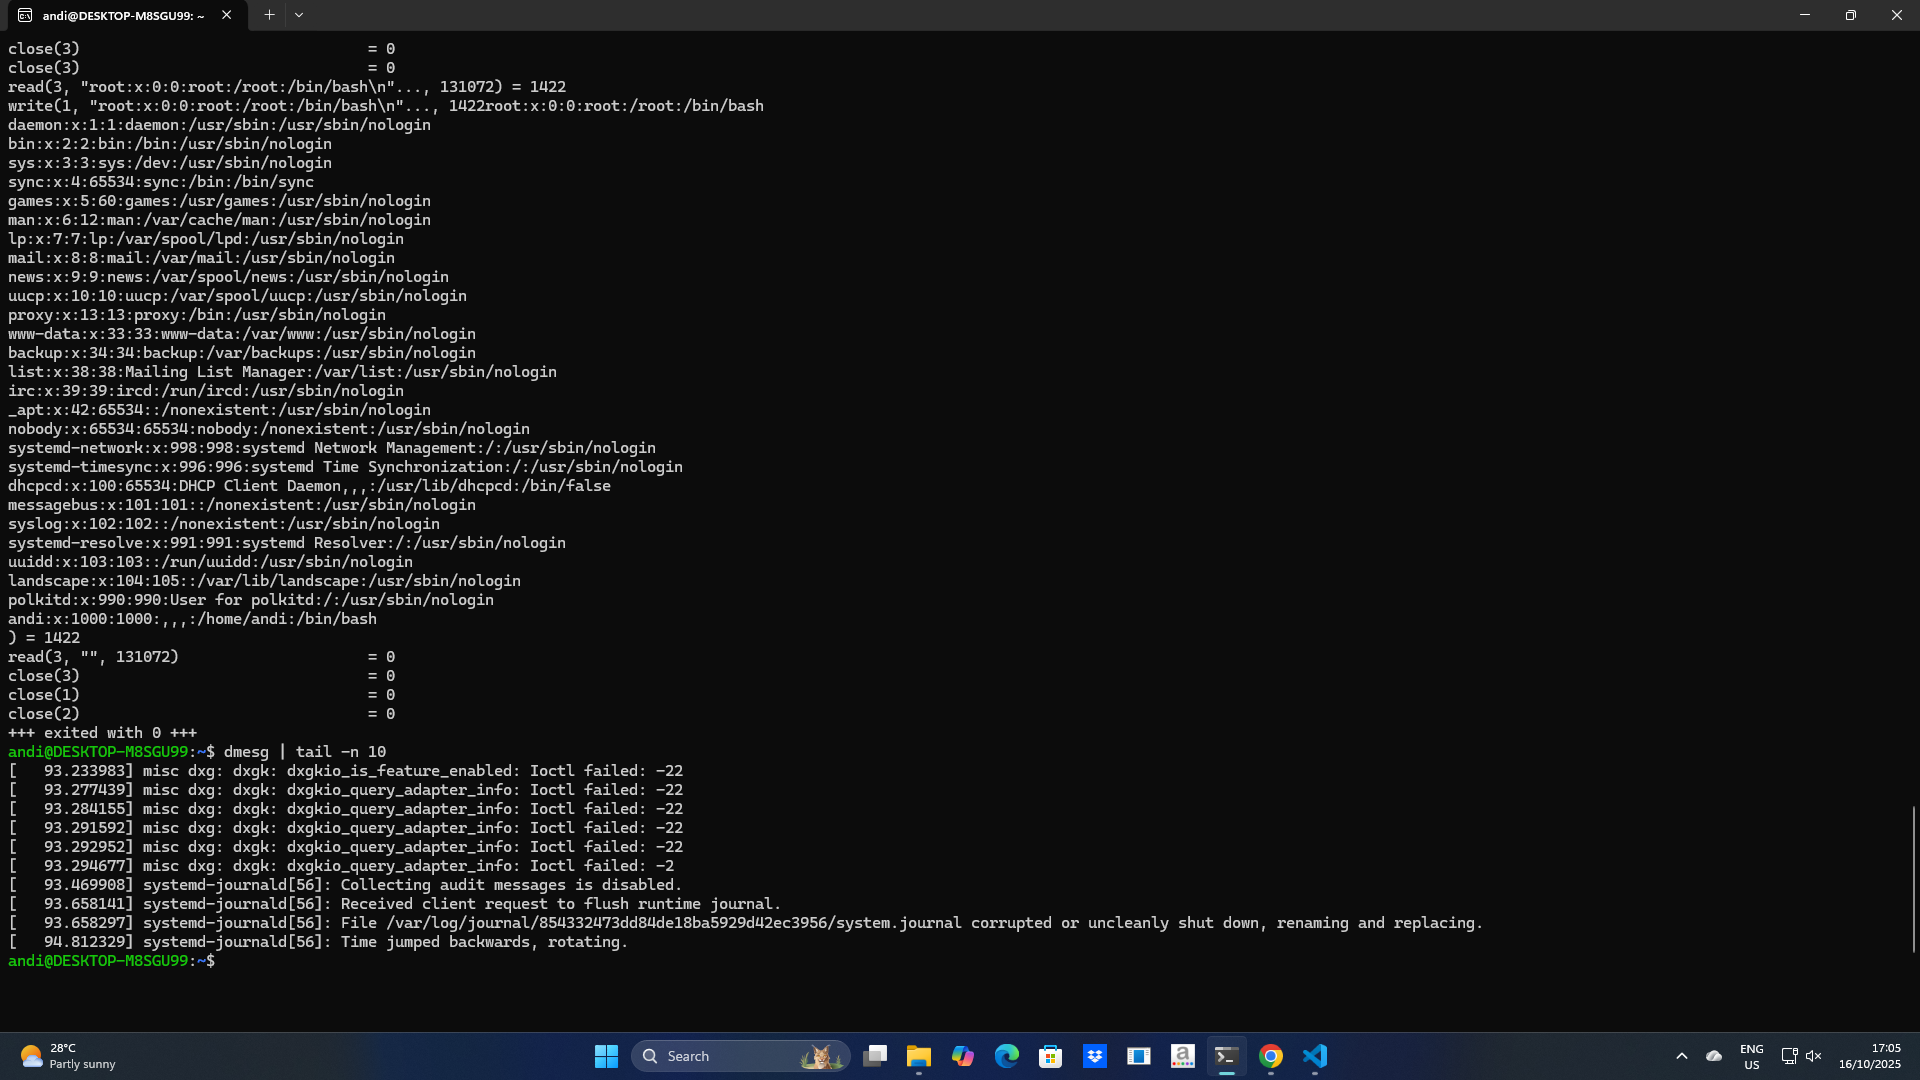 andi@DESKTOP-M8SGU99: ~
close(3)                                = 0
close(3)                                = 0
read(3, "root:x:0:0:root:/root:/bin/bash\n"..., 131072) = 1422
write(1, "root:x:0:0:root:/root:/bin/bash\n"..., 1422root:x:0:0:root:/root:/bin/bash
daemon:x:1:1:daemon:/usr/sbin:/usr/sbin/nologin
bin:x:2:2:bin:/bin:/usr/sbin/nologin
sys:x:3:3:sys:/dev:/usr/sbin/nologin
sync:x:4:65534:sync:/bin:/bin/sync
games:x:5:60:games:/usr/games:/usr/sbin/nologin
man:x:6:12:man:/var/cache/man:/usr/sbin/nologin
lp:x:7:7:lp:/var/spool/lpd:/usr/sbin/nologin
mail:x:8:8:mail:/var/mail:/usr/sbin/nologin
news:x:9:9:news:/var/spool/news:/usr/sbin/nologin
uucp:x:10:10:uucp:/var/spool/uucp:/usr/sbin/nologin
proxy:x:13:13:proxy:/bin:/usr/sbin/nologin
www-data:x:33:33:www-data:/var/www:/usr/sbin/nologin
backup:x:34:34:backup:/var/backups:/usr/sbin/nologin
list:x:38:38:Mailing List Manager:/var/list:/usr/sbin/nologin
irc:x:39:39:ircd:/run/ircd:/usr/sbin/nologin
_apt:x:42:65534::/nonexistent:/usr/sbin/nologin
nobody:x:65534:65534:nobody:/nonexistent:/usr/sbin/nologin
systemd-network:x:998:998:systemd Network Management:/:/usr/sbin/nologin
systemd-timesync:x:996:996:systemd Time Synchronization:/:/usr/sbin/nologin
dhcpcd:x:100:65534:DHCP Client Daemon,,,:/usr/lib/dhcpcd:/bin/false
messagebus:x:101:101::/nonexistent:/usr/sbin/nologin
syslog:x:102:102::/nonexistent:/usr/sbin/nologin
systemd-resolve:x:991:991:systemd Resolver:/:/usr/sbin/nologin
uuidd:x:103:103::/run/uuidd:/usr/sbin/nologin
landscape:x:104:105::/var/lib/landscape:/usr/sbin/nologin
polkitd:x:990:990:User for polkitd:/:/usr/sbin/nologin
andi:x:1000:1000:,,,:/home/andi:/bin/bash
) = 1422
read(3, "", 131072)                     = 0
close(3)                                = 0
close(1)                                = 0
close(2)                                = 0
+++ exited with 0 +++
andi@DESKTOP-M8SGU99:~$ dmesg | tail -n 10
[   93.233983] misc dxg: dxgk: dxgkio_is_feature_enabled: Ioctl failed: -22
[   93.277439] misc dxg: dxgk: dxgkio_query_adapter_info: Ioctl failed: -22
[   93.284155] misc dxg: dxgk: dxgkio_query_adapter_info: Ioctl failed: -22
[   93.291592] misc dxg: dxgk: dxgkio_query_adapter_info: Ioctl failed: -22
[   93.292952] misc dxg: dxgk: dxgkio_query_adapter_info: Ioctl failed: -22
[   93.294677] misc dxg: dxgk: dxgkio_query_adapter_info: Ioctl failed: -2
[   93.469908] systemd-journald[56]: Collecting audit messages is disabled.
[   93.658141] systemd-journald[56]: Received client request to flush runtime journal.
[   93.658297] systemd-journald[56]: File /var/log/journal/854332473dd84de18ba5929d42ec3956/system.journal corrupted or uncleanly shut down, renaming and replacing.
[   94.812329] systemd-journald[56]: Time jumped backwards, rotating.
andi@DESKTOP-M8SGU99:~$
28°C
Partly sunny
Search
ENG
US
17:05
16/10/2025